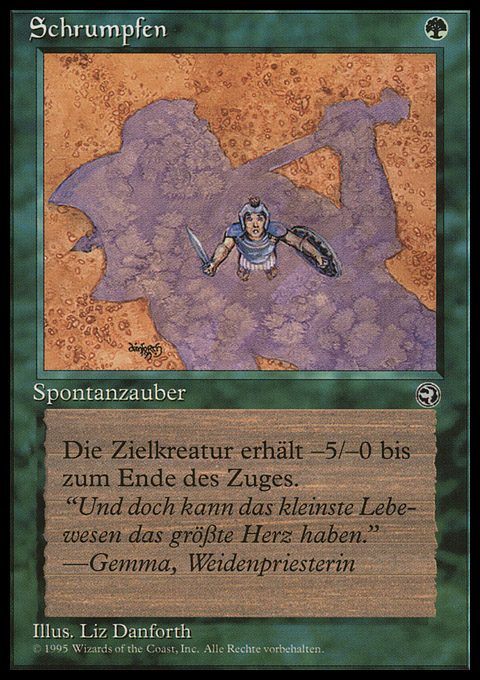 Schrumpfen
Spontanzauber
Die Zielkreatur erhält –5/–0 bis
zum Ende des Zuges.
“Und doch kann das kleinste Lebe-
wesen das größte Herz haben.”
—Gemma, Weidenpriesterin
Illus. Liz Danforth
© 1995 Wizards of the Coast, Inc. Alle Rechte vorbehalten.